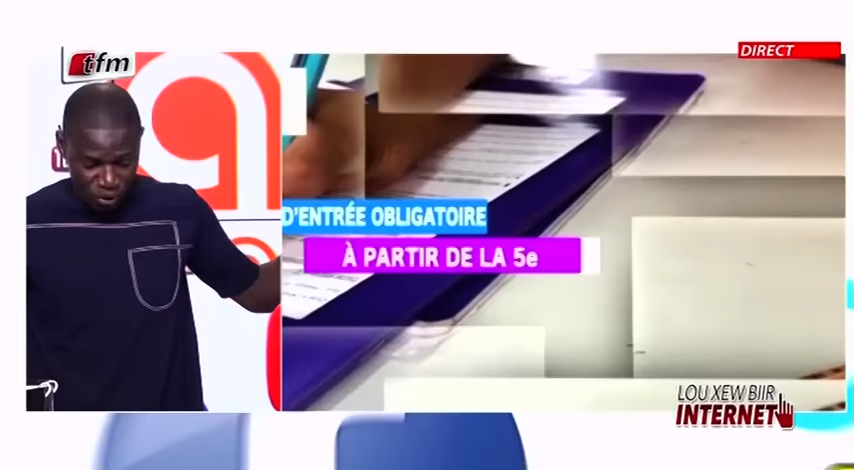 tfm
DIRECT
D'ENTRÉE OBLIGATOIRE
À PARTIR DE LA 5e
LOU XEW BIIR
INTERNET